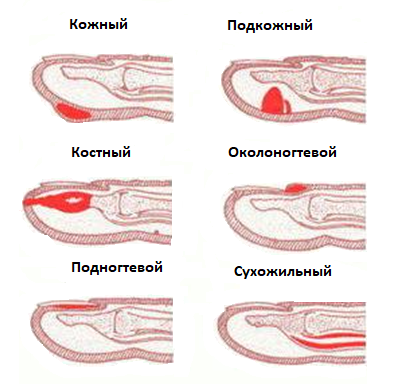 Кожный
Подкожный
Костный
Околоногтевой
Подногтевой
Сухожильный